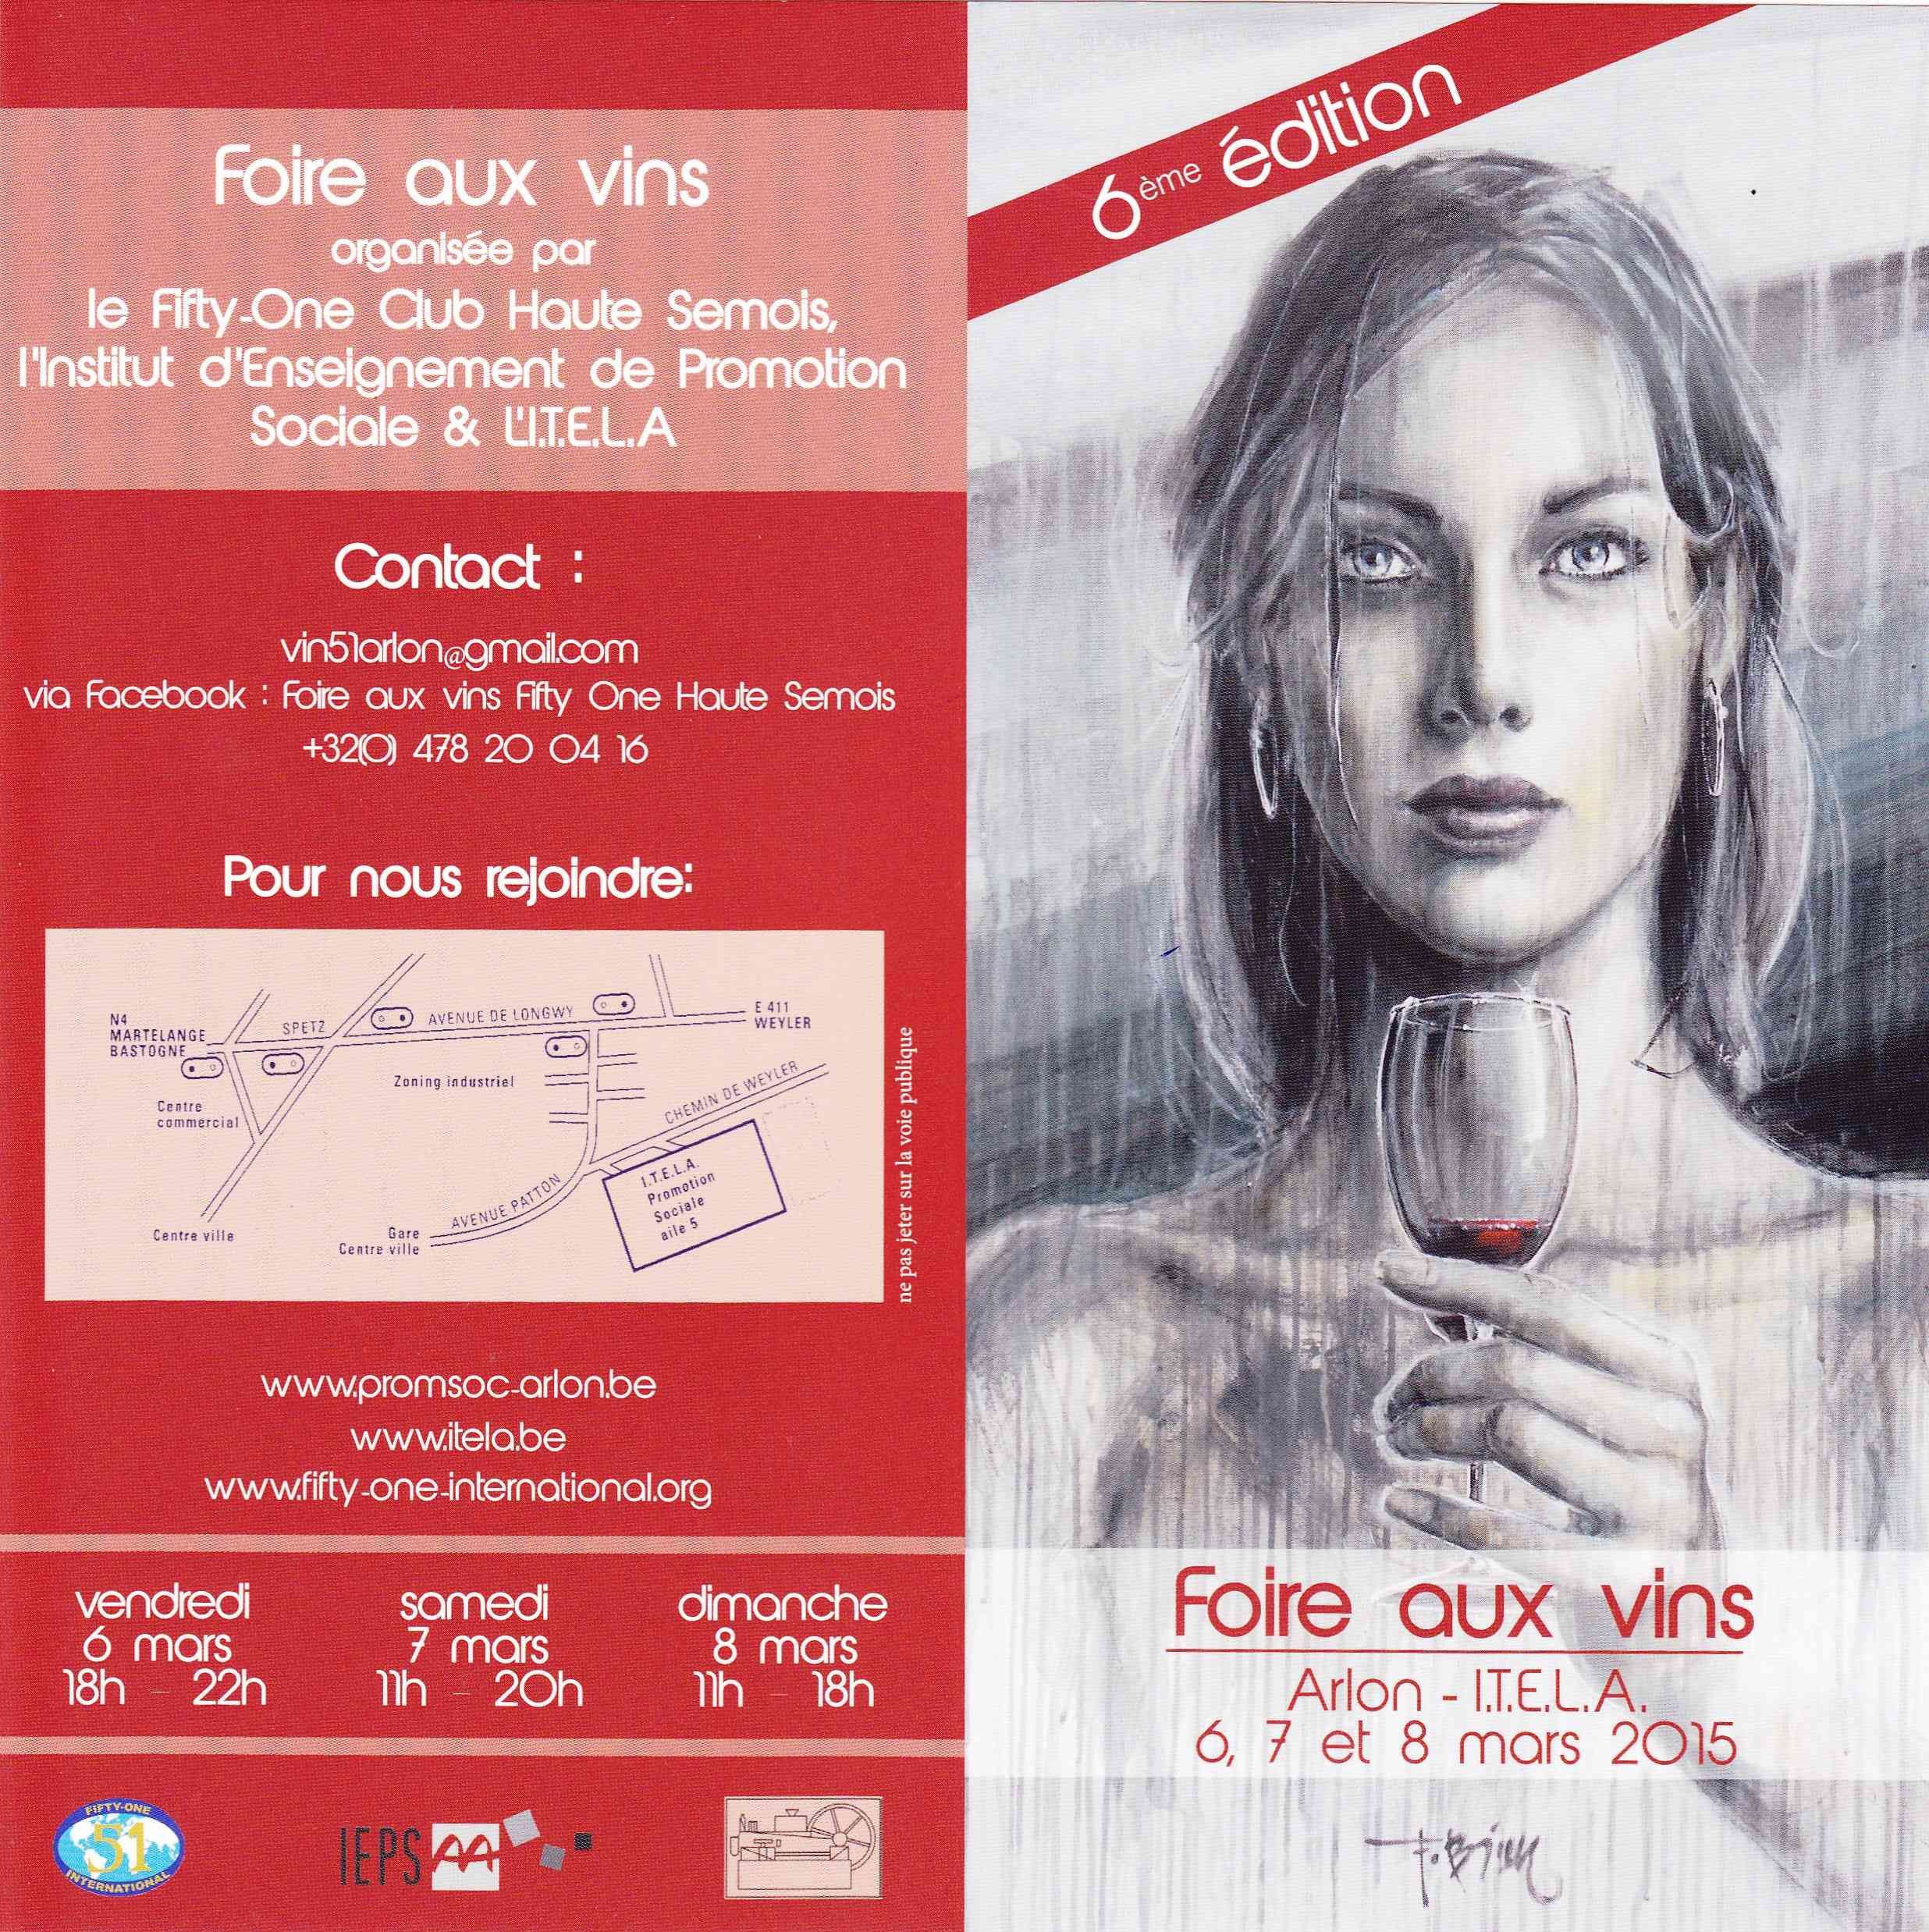 Foire aux vins
organisée par
le Fifty-One Club Haute Semois,
l'Institut d'Enseignement de Promotion
Sociale & L'I.T.E.L.A
Contact :
vin51arlon@gmail.com
via Facebook : Foire aux vins Fifty One Haute Semois
+32(0) 478 20 04 16
Pour nous rejoindre:
N4
MARTELANGE
BASTOGNE
SPETZ
AVENUE DE LONGWY
E 411
WEYLER
Zoning industriel
Centre
commercial
CHEMIN DE WEYLER
I.T.E.L.A.
Promotion
Sociale
aile 5
AVENUE PATTON
Centre ville
Gare
Centre ville
ne pas jeter sur la voie publique
www.promsoc-arlon.be
www.itela.be
www.fifty-one-international.org
vendredi
6 mars
18h - 22h
samedi
7 mars
11h - 20h
dimanche
8 mars
11h - 18h
FIFTY-ONE
51
INTERNATIONAL
IEPS AA
6ème édition
Foire aux vins
Arlon - I.T.E.L.A.
6, 7 et 8 mars 2015